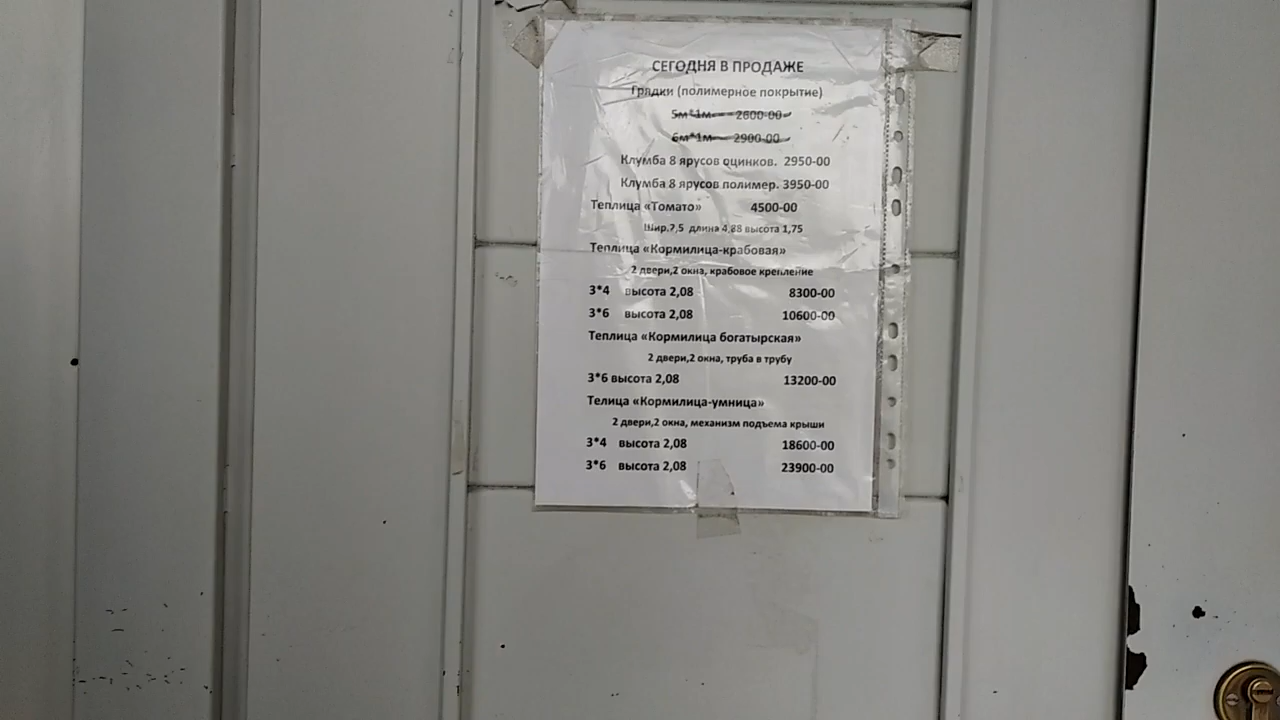 СЕГОДНЯ В ПРОДАЖЕ
Грядки (полимерное покрытие)
5м*1м 2600-00
6м*1м 2900-00
Клумба 8 ярусов оцинков. 2950-00
Клумба 8 ярусов полимер. 3950-00
Теплица «Томато» 4500-00
Шир.?,5 длина 4,88 высота 1,75
Теплица «Кормилица-крабовая»
2 двери,2 окна, крабовое крепление
3*4 высота 2,08 8300-00
3*6 высота 2,08 10600-00
Теплица «Кормилица богатырская»
2 двери,2 окна, труба в трубу
3*6 высота 2,08 13200-00
Телица «Кормилица-умница»
2 двери,2 окна, механизм подъема крыши
3*4 высота 2,08 18600-00
3*6 высота 2,08 23900-00